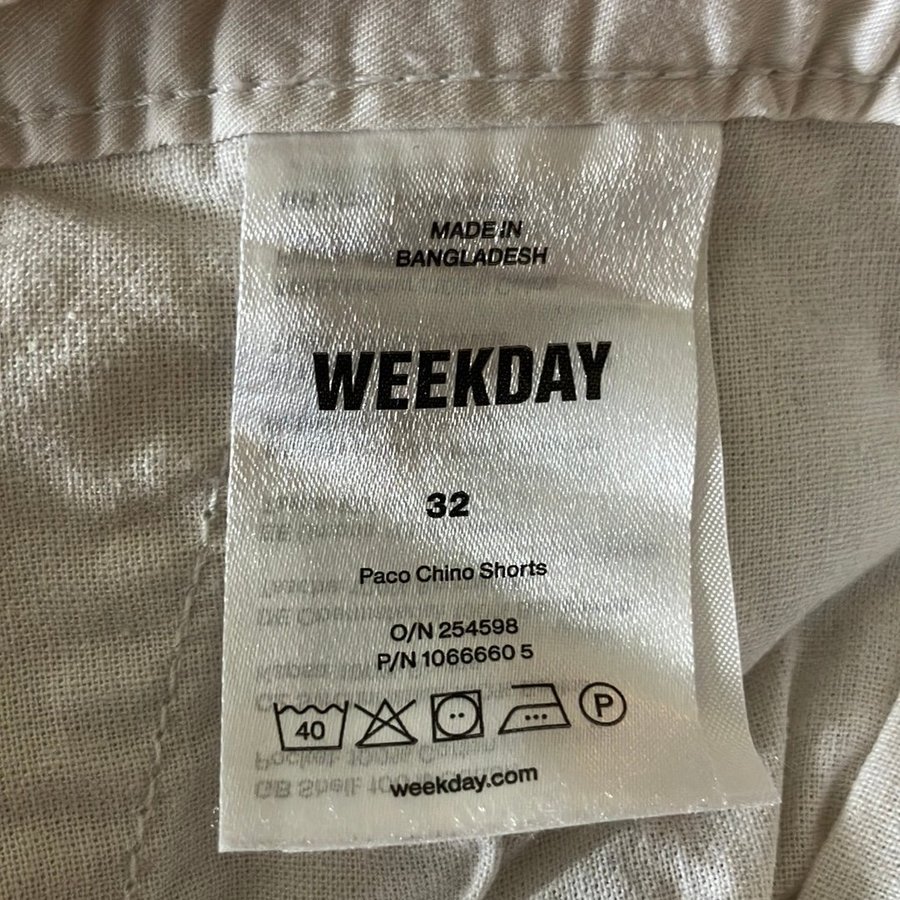 MADE IN
BANGLADESH
WEEKDAY
32
Paco Chino Shorts
O/N 254598
P/N 1066660 5
40 P
weekday.com